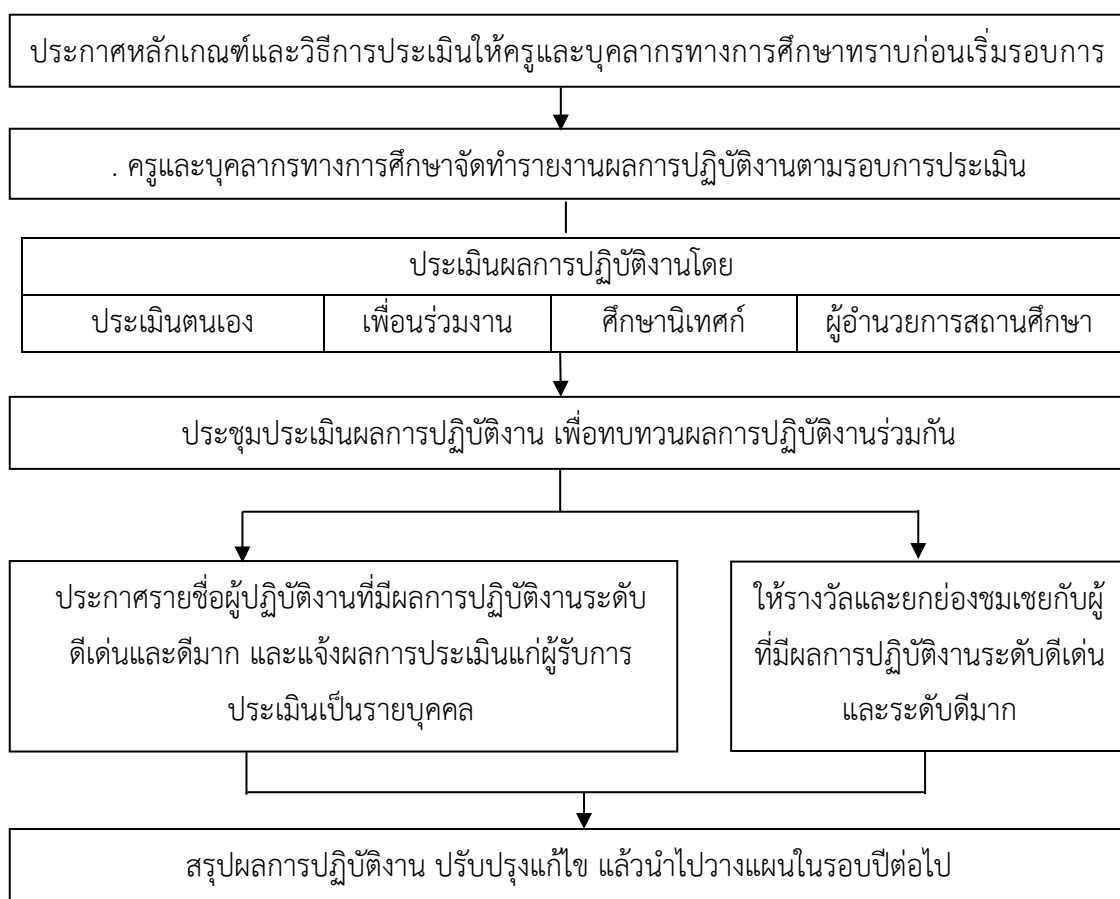 ประกาศหลักเกณฑ์และวิธีการประเมินให้ครูและบุคลากรทางการศึกษาทราบก่อนเริ่มรอบการ
. ครูและบุคลากรทางการศึกษาจัดทำรายงานผลการปฏิบัติงานตามรอบการประเมิน
ประเมินผลการปฏิบัติงานโดย
ประเมินตนเอง เพื่อนร่วมงาน ศึกษานิเทศก์ ผู้อำนวยการสถานศึกษา
ประชุมประเมินผลการปฏิบัติงาน เพื่อทบทวนผลการปฏิบัติงานร่วมกัน
ประกาศรายชื่อผู้ปฏิบัติงานที่มีผลการปฏิบัติงานระดับ
ดีเด่นและดีมาก และแจ้งผลการประเมินแก่ผู้รับการ
ประเมินเป็นรายบุคคล
ให้รางวัลและยกย่องชมเชยกับผู้
ที่มีผลการปฏิบัติงานระดับดีเด่น
และระดับดีมาก
สรุปผลการปฏิบัติงาน ปรับปรุงแก้ไข แล้วนำไปวางแผนในรอบปีต่อไป